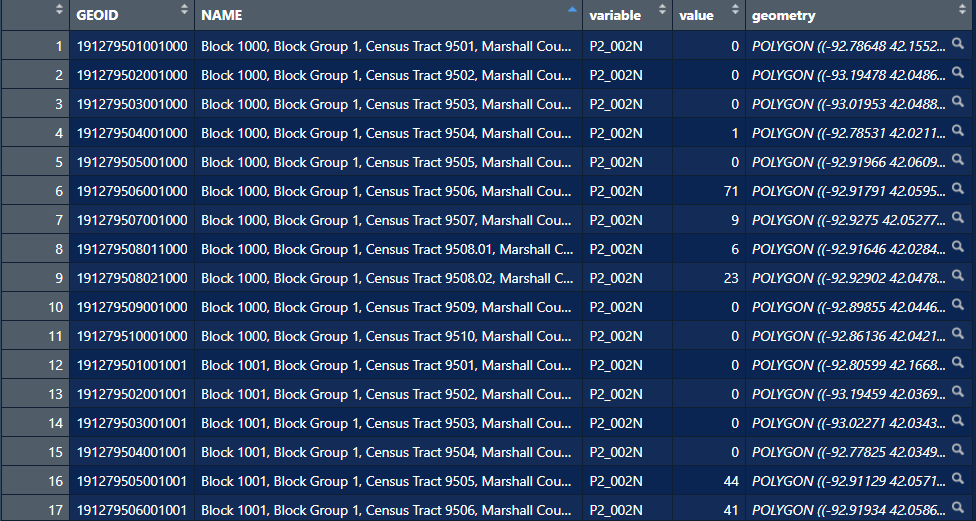 GEOID NAME variable value geometry
1 191279501001000 Block 1000, Block Group 1, Census Tract 9501, Marshall Cou... P2_002N 0 POLYGON ((-92.78648 42.1552...
2 191279502001000 Block 1000, Block Group 1, Census Tract 9502, Marshall Cou... P2_002N 0 POLYGON ((-93.19478 42.0486...
3 191279503001000 Block 1000, Block Group 1, Census Tract 9503, Marshall Cou... P2_002N 0 POLYGON ((-93.01953 42.0488...
4 191279504001000 Block 1000, Block Group 1, Census Tract 9504, Marshall Cou... P2_002N 1 POLYGON ((-92.78531 42.0211...
5 191279505001000 Block 1000, Block Group 1, Census Tract 9505, Marshall Cou... P2_002N 0 POLYGON ((-92.91966 42.0609...
6 191279506001000 Block 1000, Block Group 1, Census Tract 9506, Marshall Cou... P2_002N 71 POLYGON ((-92.91791 42.0595...
7 191279507001000 Block 1000, Block Group 1, Census Tract 9507, Marshall Cou... P2_002N 9 POLYGON ((-92.9275 42.05277...
8 191279508011000 Block 1000, Block Group 1, Census Tract 9508.01, Marshall C... P2_002N 6 POLYGON ((-92.91646 42.0284...
9 191279508021000 Block 1000, Block Group 1, Census Tract 9508.02, Marshall C... P2_002N 23 POLYGON ((-92.92902 42.0478...
10 191279509001000 Block 1000, Block Group 1, Census Tract 9509, Marshall Cou... P2_002N 0 POLYGON ((-92.89855 42.0446...
11 191279510001000 Block 1000, Block Group 1, Census Tract 9510, Marshall Cou... P2_002N 0 POLYGON ((-92.86136 42.0421...
12 191279501001001 Block 1001, Block Group 1, Census Tract 9501, Marshall Cou... P2_002N 0 POLYGON ((-92.80599 42.1668...
13 191279502001001 Block 1001, Block Group 1, Census Tract 9502, Marshall Cou... P2_002N 0 POLYGON ((-93.19459 42.0369...
14 191279503001001 Block 1001, Block Group 1, Census Tract 9503, Marshall Cou... P2_002N 0 POLYGON ((-93.02271 42.0343...
15 191279504001001 Block 1001, Block Group 1, Census Tract 9504, Marshall Cou... P2_002N 0 POLYGON ((-92.77825 42.0349...
16 191279505001001 Block 1001, Block Group 1, Census Tract 9505, Marshall Cou... P2_002N 44 POLYGON ((-92.91129 42.0571...
17 191279506001001 Block 1001, Block Group 1, Census Tract 9506, Marshall Cou... P2_002N 41 POLYGON ((-92.91934 42.0586...